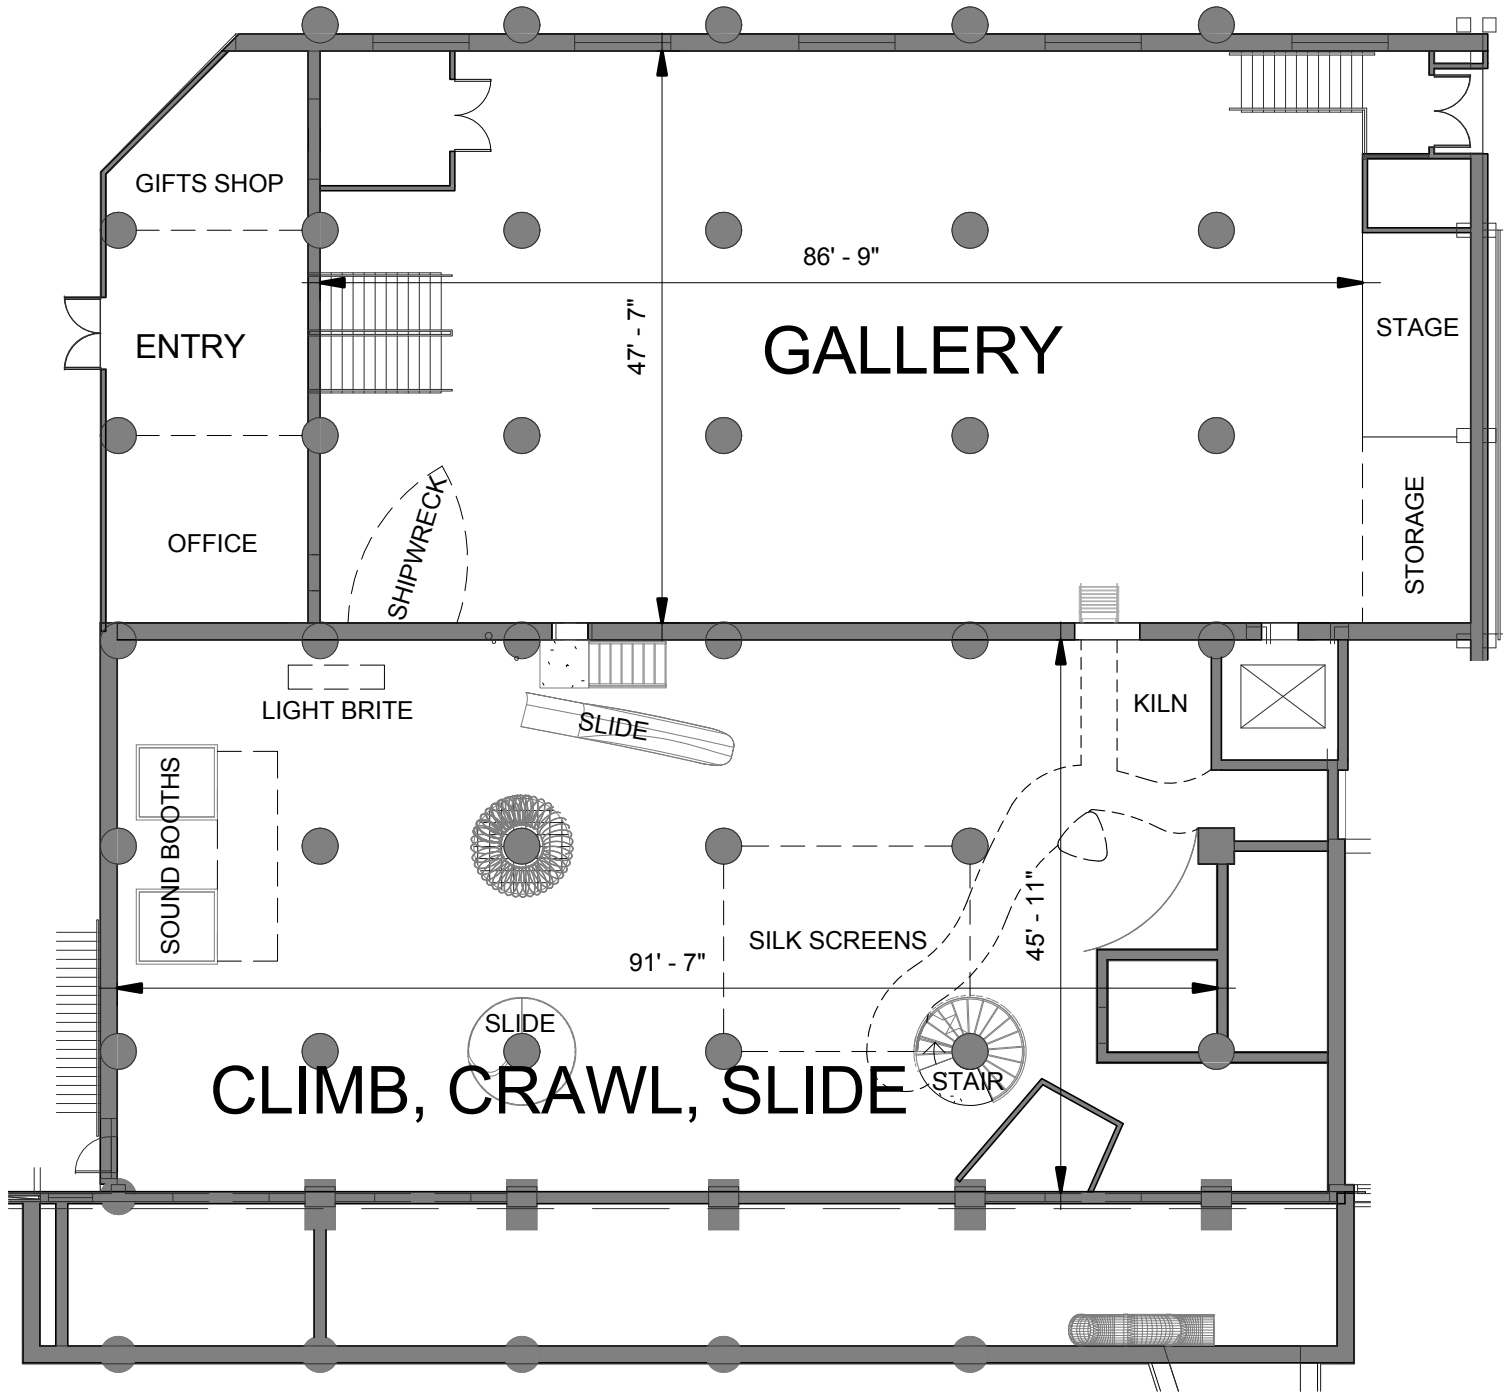 GIFTS SHOP
86' - 9"
47' - 7"
ENTRY
GALLERY
STAGE
OFFICE
SHIPWRECK
STORAGE
LIGHT BRITE
SLIDE
KILN
SOUND BOOTHS
SILK SCREENS
45' - 11"
91' - 7"
SLIDE
STAIR
CLIMB, CRAWL, SLIDE